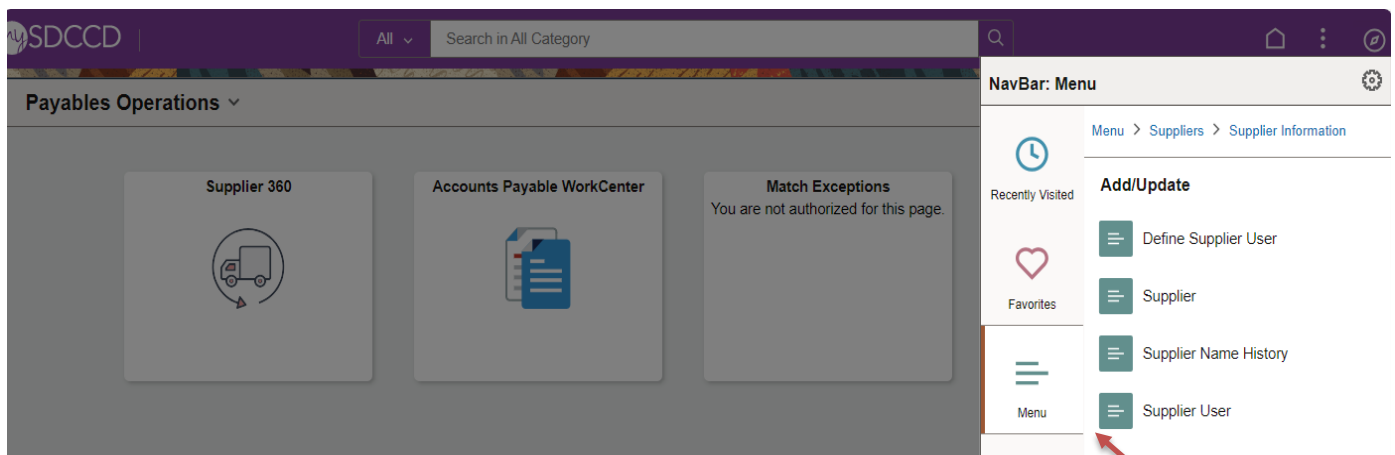 mySDCCD
All
Search in All Category
NavBar: Menu
Payables Operations
Menu > Suppliers > Supplier Information
Supplier 360
Accounts Payable WorkCenter
Match Exceptions
You are not authorized for this page.
Recently Visited
Favorites
Menu
Add/Update
Define Supplier User
Supplier
Supplier Name History
Supplier User